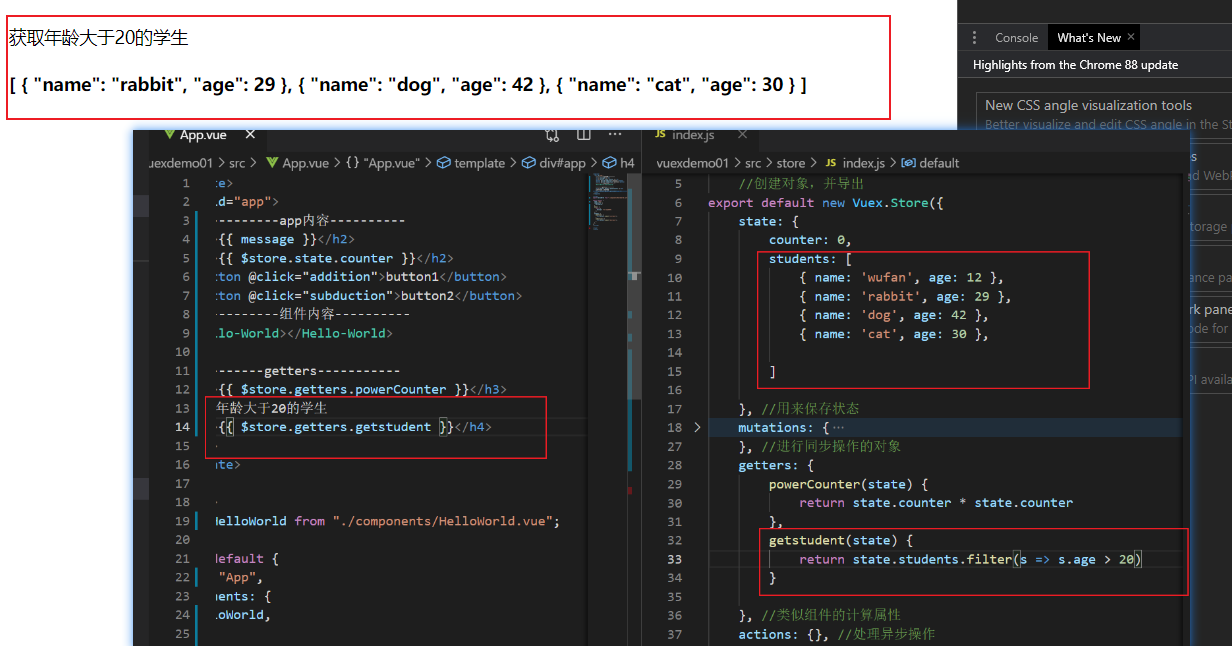 获取年龄大于20的学生
[ { "name": "rabbit", "age": 29 }, { "name": "dog", "age": 42 }, { "name": "cat", "age": 30 } ]
Console
What's New ×
Highlights from the Chrome 88 update
New CSS angle visualization tools
Better visualize and edit CSS angle in the St
App.vue ×
uexdemo01 > src > App.vue > {} "App.vue" > template > div#app > h4
1 te>
2 id="app">
3 ---------app内容----------
4 {{ message }}</h2>
5 {{ $store.state.counter }}</h2>
6 tton @click="addition">button1</button>
7 tton @click="subduction">button2</button>
8 ---------组件内容----------
9 llo-World></Hello-World>
10
11 -------getters-----------
12 {{ $store.getters.powerCounter }}</h3>
13 年龄大于20的学生
14 {{ $store.getters.getstudent }}</h4>
15
16 ate>
17
18
19 HelloWorld from "./components/HelloWorld.vue";
20
21 default {
22 "App",
23 nents: {
24 loWorld,
25
JS index.js ×
vuexdemo01 > src > store > JS index.js > default
5 //创建对象，并导出
6 export default new Vuex.Store({
7 state: {
8 counter: 0,
9 students: [
10 { name: 'wufan', age: 12 },
11 { name: 'rabbit', age: 29 },
12 { name: 'dog', age: 42 },
13 { name: 'cat', age: 30 },
14
15 ]
16
17 }, //用来保存状态
18 mutations: {…
27 }, //进行同步操作的对象
28 getters: {
29 powerCounter(state) {
30 return state.counter * state.counter
31 },
32 getstudent(state) {
33 return state.students.filter(s => s.age > 20)
34 }
35
36 }, //类似组件的计算属性
37 actions: {}, //处理异步操作
s
ed WebP
torage p
ance pa
rk pane
ode for
PI availa